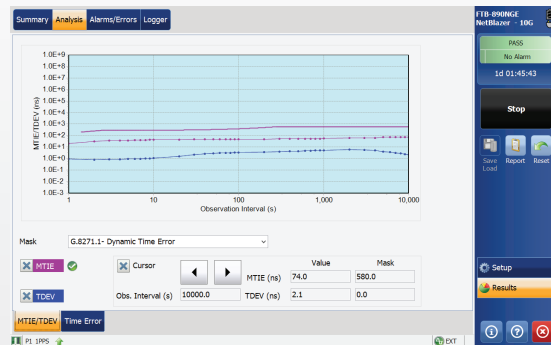 Summary Analysis Alarms/Errors Logger
FTB-890NGE
NetBlazer - 10G
PASS
No Alarm
1d 01:45:43
Stop
Save
Load
Report
Reset
MTIE/TDEV (ns)
1.0E+9
1.0E+8
1.0E+7
1.0E+6
1.0E+5
1.0E+4
1.0E+3
1.0E+2
1.0E+1
1.0E+0
1.0E-1
1.0E-2
1.0E-3
1 10 100 1,000 10,000
Observation Interval (s)
Mask G.8271.1- Dynamic Time Error
Value Mask
MTIE Cursor MTIE (ns) 74.0 580.0
TDEV Obs. Interval (s) 10000.0 TDEV (ns) 2.1 0.0
Setup
Results
MTIE/TDEV Time Error
P1 1PPS EXT